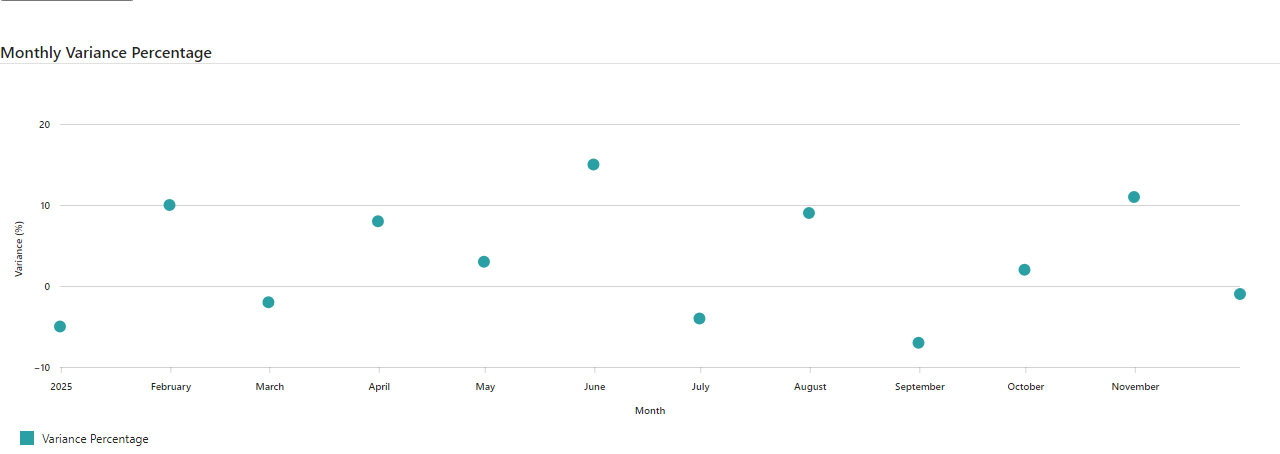 Monthly Variance Percentage
20
10
0
−10
Variance (%)
2025 February March April May June July August September October November
Month
Variance Percentage